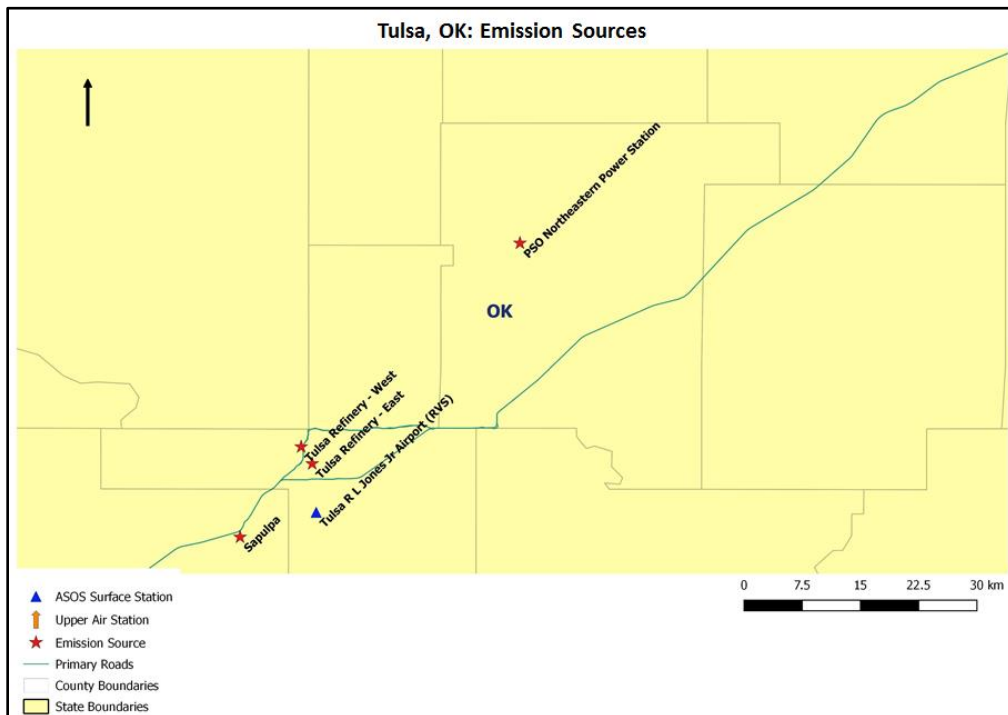 Tulsa, OK: Emission Sources
PSO Northeastern Power Station
OK
Tulsa Refinery - West
Tulsa Refinery - East
Tulsa R L Jones Jr Airport (RVS)
Sapulpa
ASOS Surface Station
Upper Air Station
Emission Source
Primary Roads
County Boundaries
State Boundaries
0 7.5 15 22.5 30 km